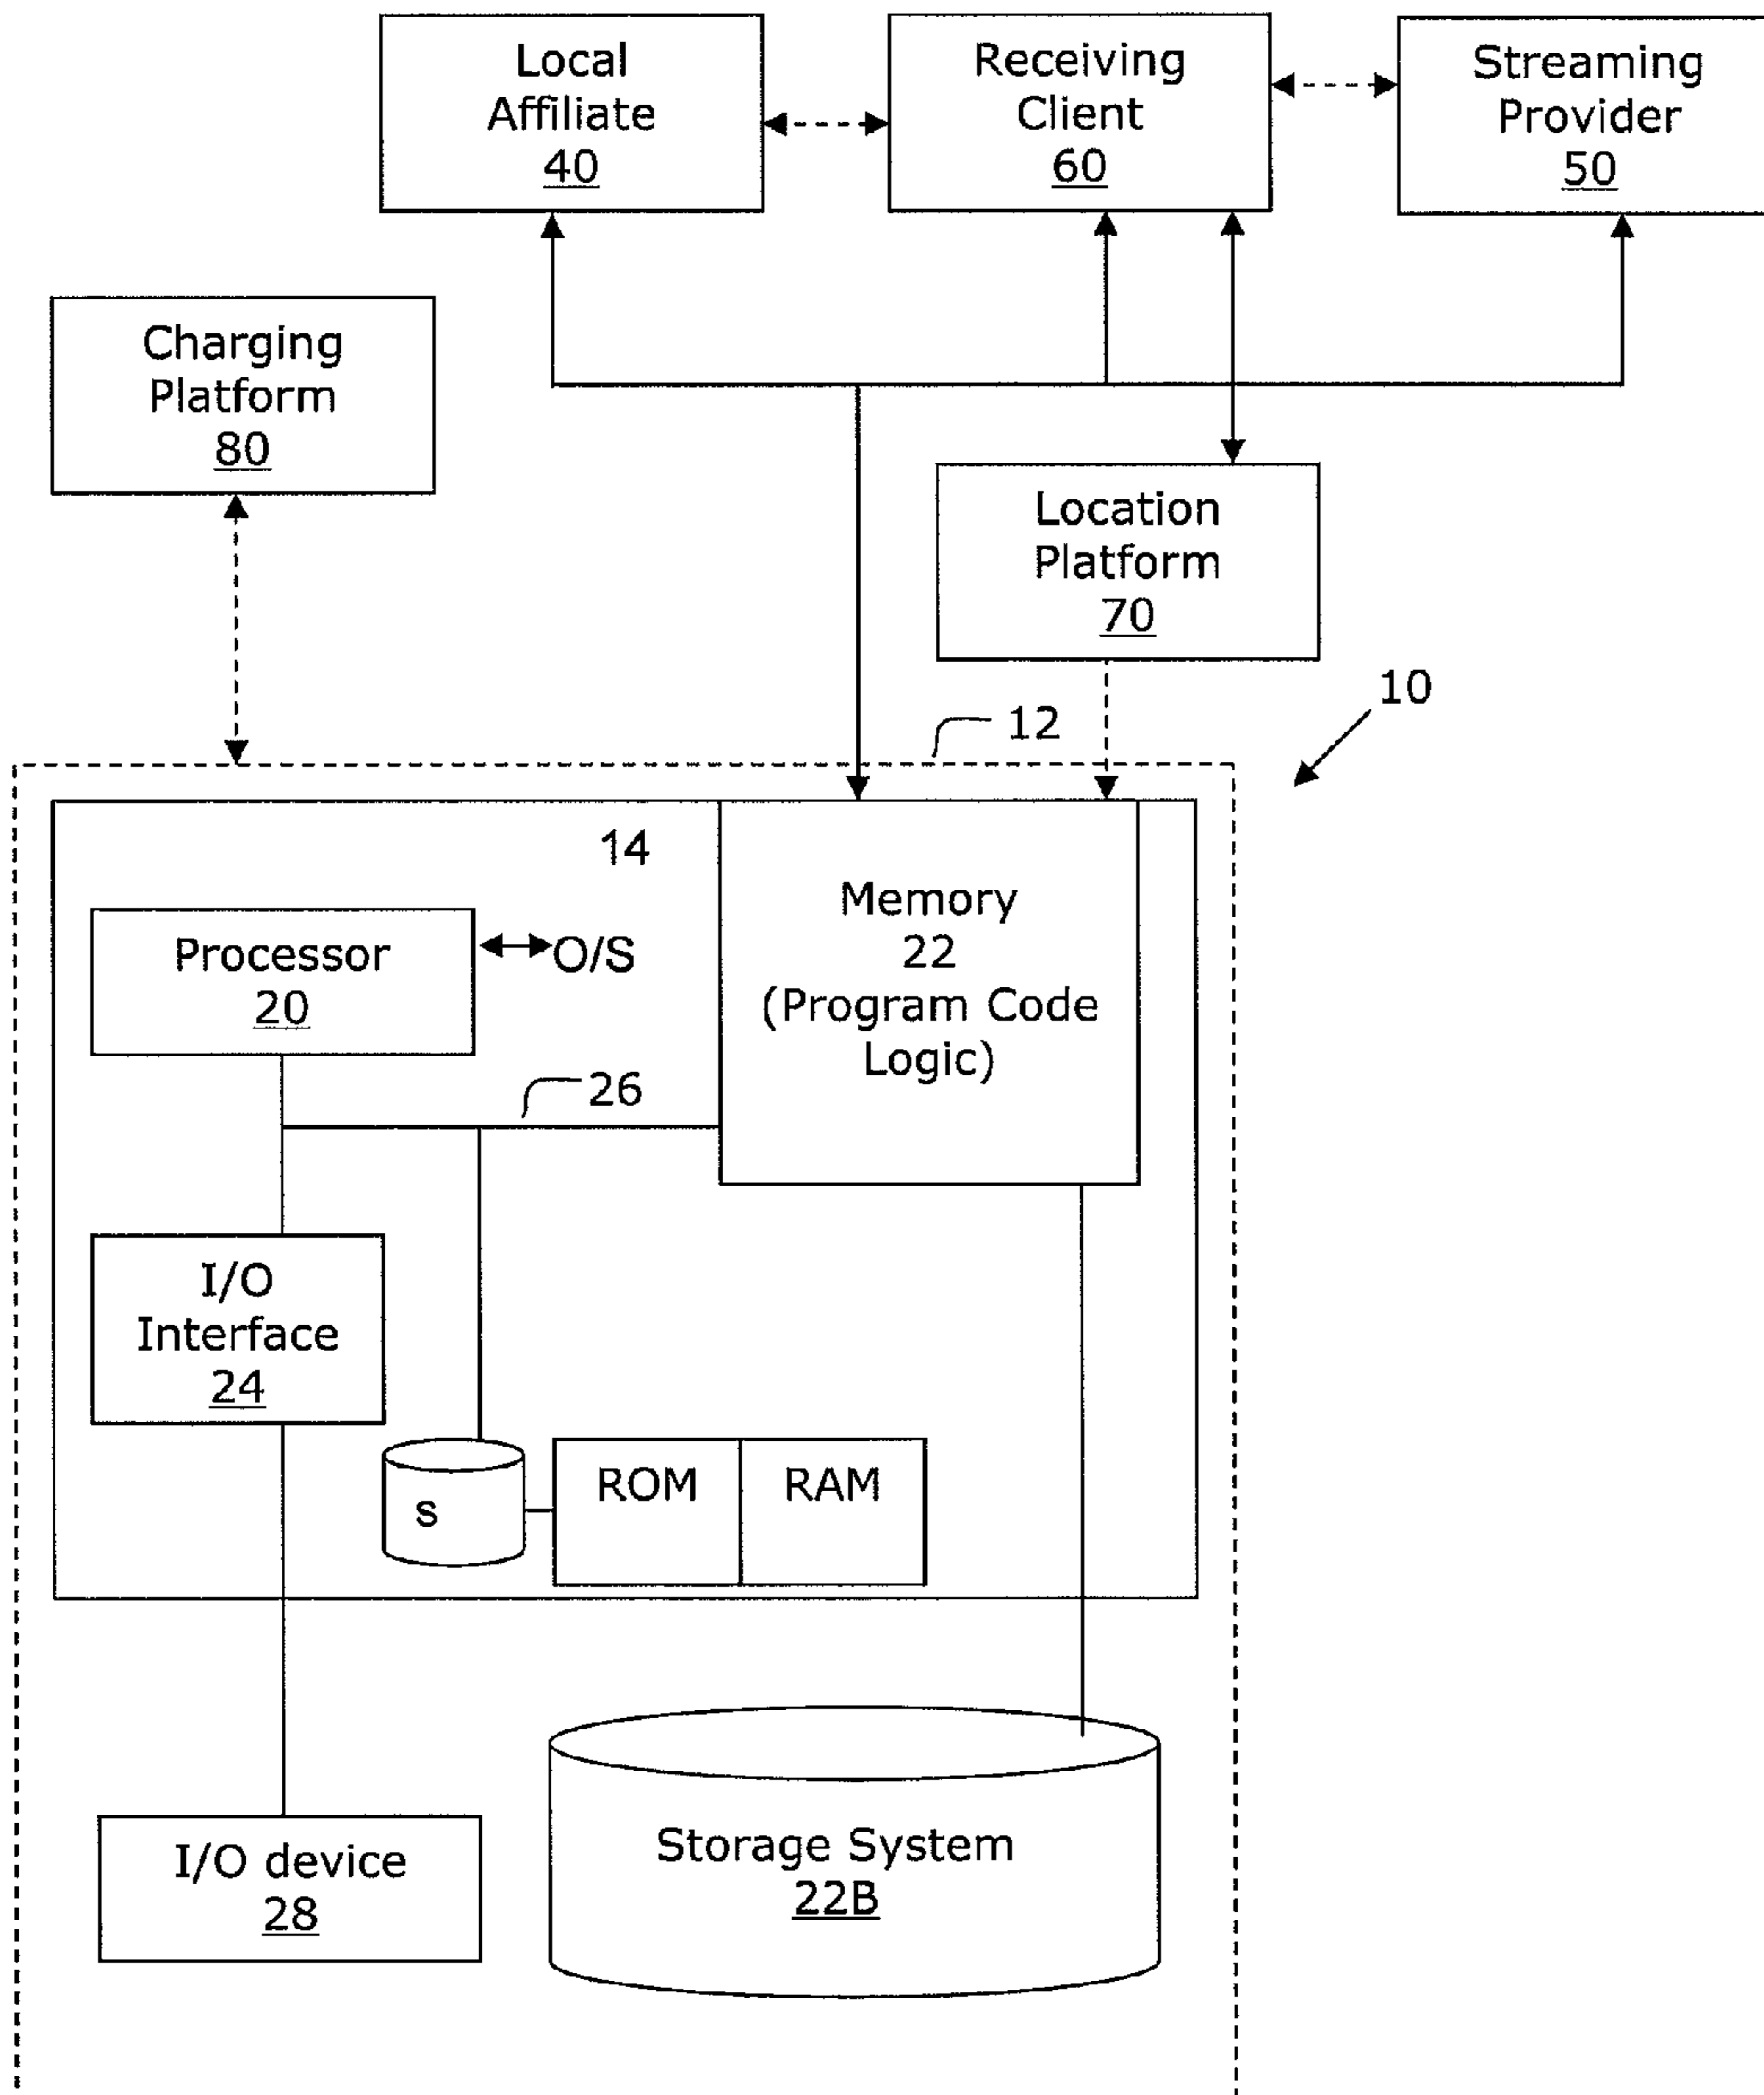 Local
Affiliate
40
Receiving
Client
60
Streaming
Provider
50
Charging
Platform
80
Location
Platform
70
10
12
14
Memory
22
(Program Code
Logic)
Processor
20
O/S
26
I/O
Interface
24
S
ROM
RAM
I/O device
28
Storage System
22B